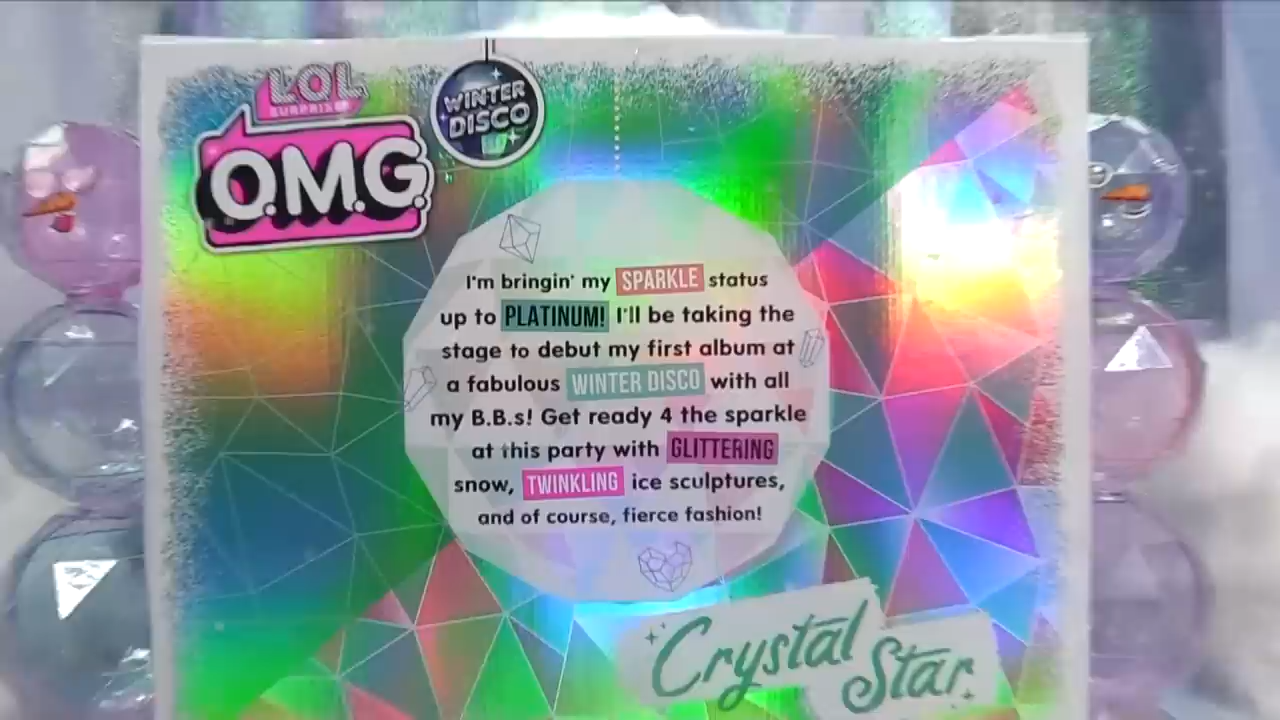 LOL
SURPRISE!
O.M.G.
WINTER
DISCO
I'm bringin' my SPARKLE status
up to PLATINUM! I'll be taking the
stage to debut my first album at
a fabulous WINTER DISCO with all
my B.B.s! Get ready 4 the sparkle
at this party with GLITTERING
snow, TWINKLING ice sculptures,
and of course, fierce fashion!
Crystal
Star